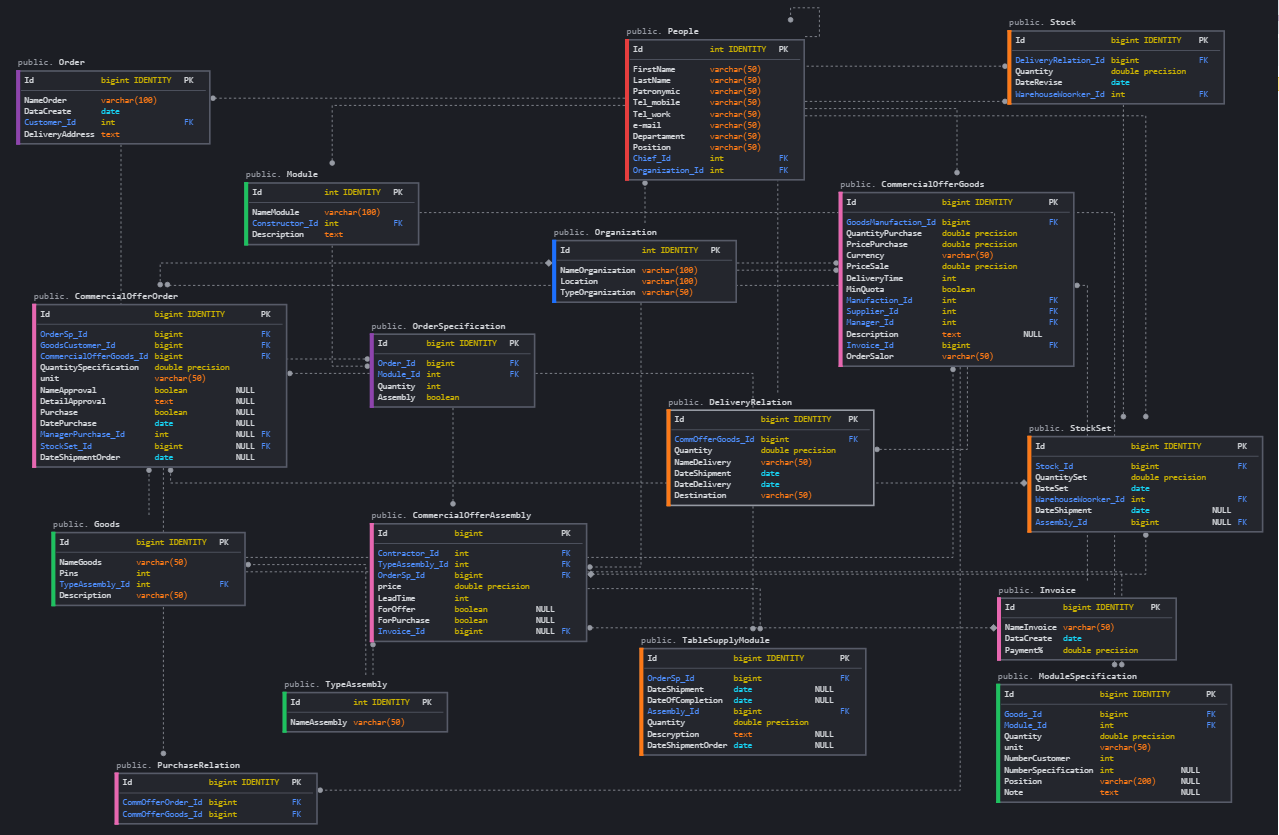 public. Order
Id bigint IDENTITY PK
NameOrder varchar(100)
DataCreate date
Customer_Id int FK
DeliveryAddress text
public. People
Id int IDENTITY PK
FirstName varchar(50)
LastName varchar(50)
Patronymic varchar(50)
Tel_mobile varchar(50)
Tel_work varchar(50)
e-mail varchar(50)
Departament varchar(50)
Position varchar(50)
Chief_Id int FK
Organization_Id int FK
public. Stock
Id bigint IDENTITY PK
DeliveryRelation_Id bigint FK
Quantity double precision
DateRevise date
WarehouseWoorker_Id int FK
public. Module
Id int IDENTITY PK
NameModule varchar(100)
Constructor_Id int FK
Description text
public. Organization
Id int IDENTITY PK
NameOrganization varchar(100)
Location varchar(100)
TypeOrganization varchar(50)
public. CommercialOfferGoods
Id bigint IDENTITY PK
GoodsManufaction_Id bigint FK
QuantityPurchase double precision
PricePurchase double precision
Currency varchar(50)
PriceSale double precision
DeliveryTime int
MinQuota boolean
Manufaction_Id int FK
Supplier_Id int FK
Manager_Id int FK
Description text NULL
Invoice_Id bigint FK
OrderSalor varchar(50)
public. CommercialOfferOrder
Id bigint IDENTITY PK
OrderSp_Id bigint FK
GoodsCustomer_Id bigint FK
CommercialOfferGoods_Id bigint FK
QuantitySpecification double precision
unit varchar(50)
NameApproval boolean NULL
DetailApproval text NULL
Purchase boolean NULL
DatePurchase date NULL
ManagerPurchase_Id int NULL FK
StockSet_Id bigint NULL FK
DateShipmentOrder date NULL
public. OrderSpecification
Id bigint IDENTITY PK
Order_Id bigint FK
Module_Id int FK
Quantity int
Assembly boolean
public. DeliveryRelation
Id bigint IDENTITY PK
CommOfferGoods_Id bigint FK
Quantity double precision
NameDelivery varchar(50)
DateShipment date
DateDelivery date
Destination varchar(50)
public. StockSet
Id bigint IDENTITY PK
Stock_Id bigint FK
QuantitySet double precision
DateSet date
WarehouseWoorker_Id int FK
DateShipment date NULL
Assembly_Id bigint NULL FK
public. Goods
Id bigint IDENTITY PK
NameGoods varchar(50)
Pins int
TypeAssembly_Id int FK
Description varchar(50)
public. CommercialOfferAssembly
Id bigint PK
Contractor_Id int FK
TypeAssembly_Id int FK
OrderSp_Id bigint FK
price double precision
LeadTime int
ForOffer boolean NULL
ForPurchase boolean NULL
Invoice_Id bigint NULL FK
public. Invoice
Id bigint IDENTITY PK
NameInvoice varchar(50)
DataCreate date
Payment% double precision
public. TableSupplyModule
Id bigint IDENTITY PK
OrderSp_Id bigint FK
DateShipment date NULL
DateOfCompletion date NULL
Assembly_Id bigint FK
Quantity double precision
Descryption text NULL
DateShipmentOrder date NULL
public. TypeAssembly
Id int IDENTITY PK
NameAssembly varchar(50)
public. ModuleSpecification
Id bigint IDENTITY PK
Goods_Id bigint FK
Module_Id int FK
Quantity double precision
unit varchar(50)
NumberCustomer int
NumberSpecification int NULL
Position varchar(200) NULL
Note text NULL
public. PurchaseRelation
Id bigint IDENTITY PK
CommOfferOrder_Id bigint FK
CommOfferGoods_Id bigint FK